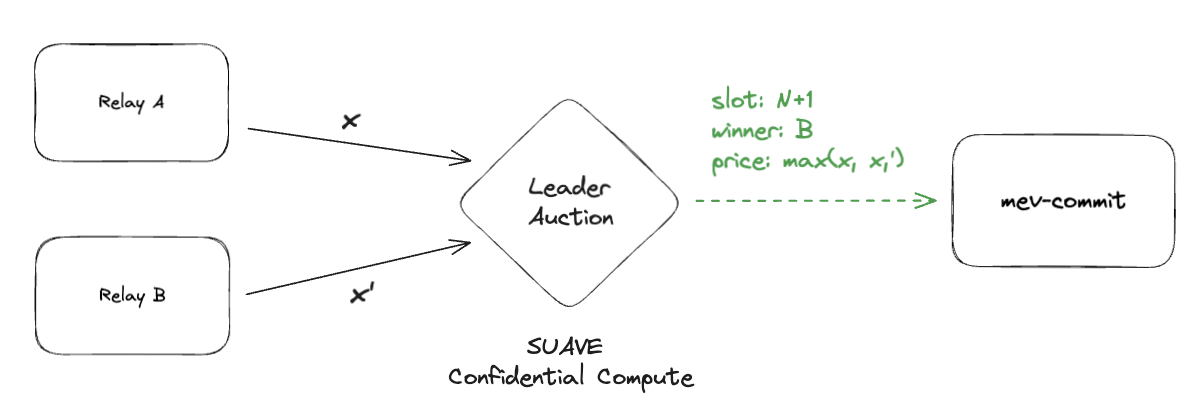 Relay A
x
slot: N+1
winner: B
price: max(x, x,')
Leader
Auction
mev-commit
Relay B
x'
SUAVE
Confidential Compute